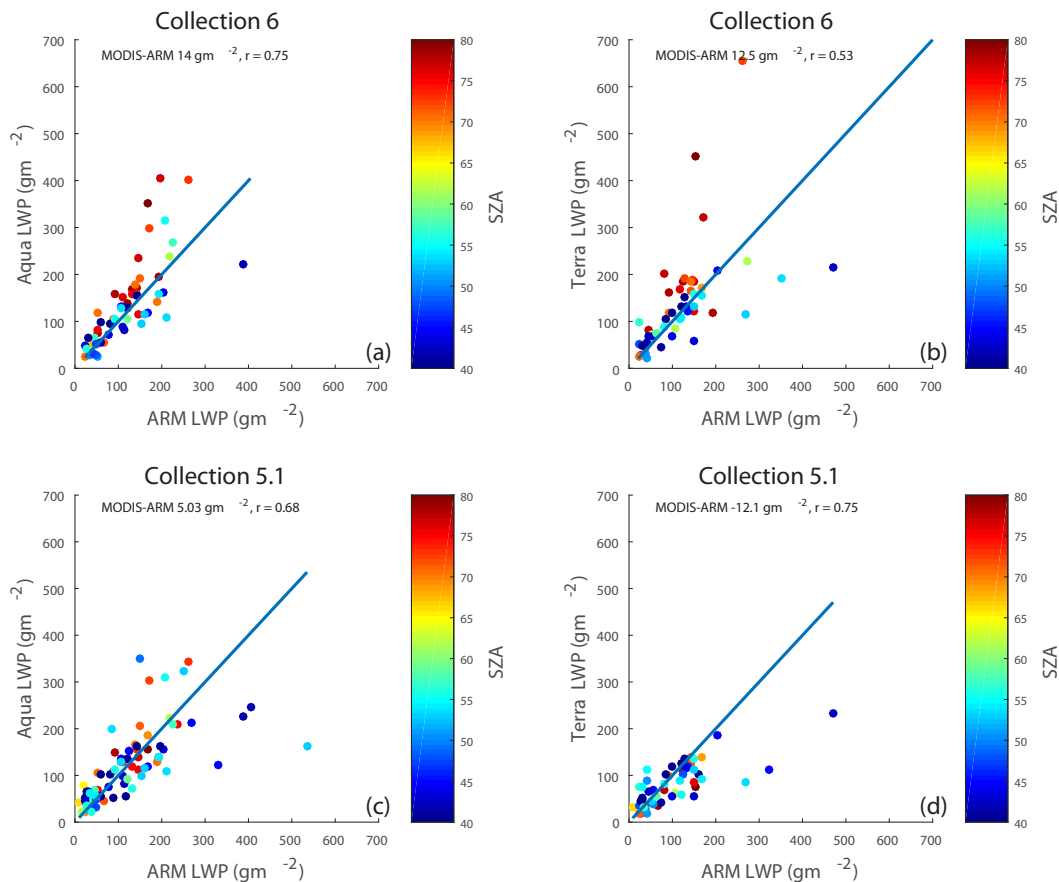 Collection 6
MODIS-ARM 14 gm -2, r = 0.75
700
600
500
400
300
200
100
0
Aqua LWP (gm -2)
0 100 200 300 400 500 600 700
ARM LWP (gm -2)
(a)
80
75
70
65
60
55
50
45
40
SZA
Collection 6
MODIS-ARM 12.5 gm -2, r = 0.53
700
600
500
400
300
200
100
0
Terra LWP (gm -2)
0 100 200 300 400 500 600 700
ARM LWP (gm -2)
(b)
80
75
70
65
60
55
50
45
40
SZA
Collection 5.1
MODIS-ARM 5.03 gm -2, r = 0.68
700
600
500
400
300
200
100
0
Aqua LWP (gm -2)
0 100 200 300 400 500 600 700
ARM LWP (gm -2)
(c)
80
75
70
65
60
55
50
45
40
SZA
Collection 5.1
MODIS-ARM -12.1 gm -2, r = 0.75
700
600
500
400
300
200
100
0
Terra LWP (gm -2)
0 100 200 300 400 500 600 700
ARM LWP (gm -2)
(d)
80
75
70
65
60
55
50
45
40
SZA